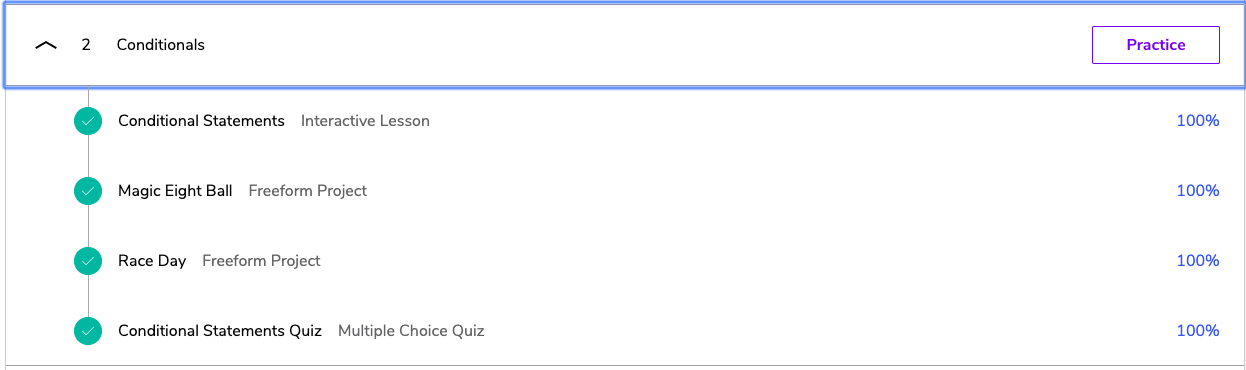 2 Conditionals Practice
Conditional Statements Interactive Lesson 100%
Magic Eight Ball Freeform Project 100%
Race Day Freeform Project 100%
Conditional Statements Quiz Multiple Choice Quiz 100%